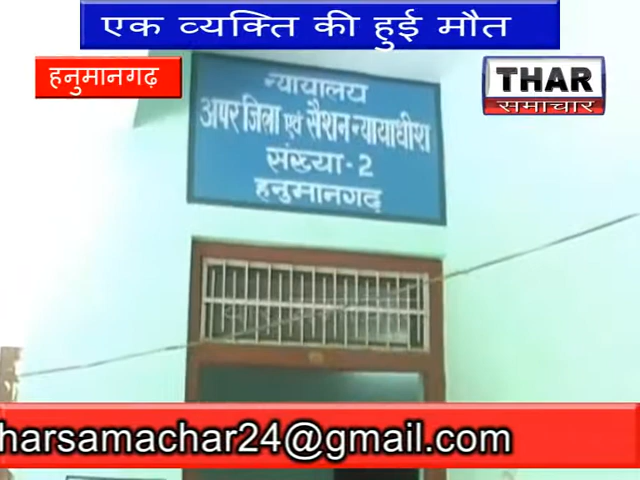 एक व्यक्ति की हुई मौत
हनुमानगढ़
THAR
समाचार
न्यायालय
अपर जिला एवं सैशन न्यायाधीश
संख्या - 2
हनुमानगढ़
harsamachar24@gmail.com